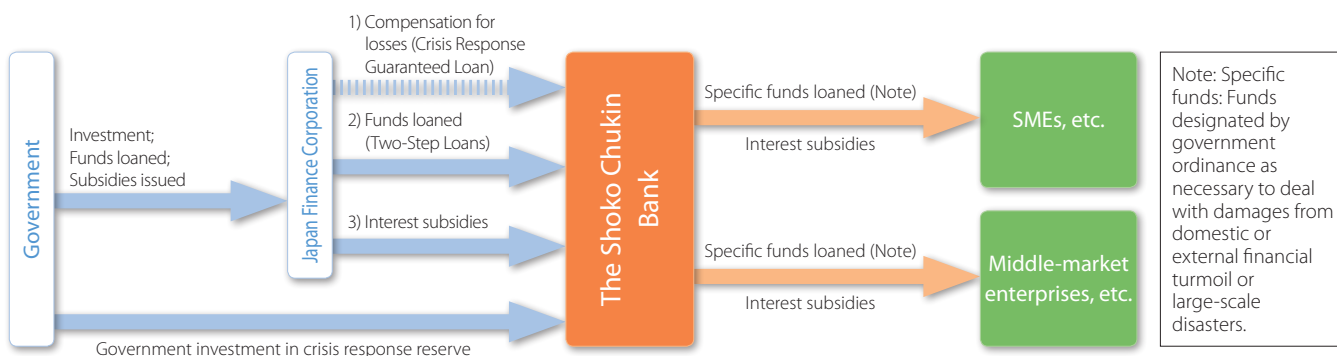 Government
Investment;
Funds loaned;
Subsidies issued
Japan Finance Corporation
1) Compensation for
losses (Crisis Response
Guaranteed Loan)
2) Funds loaned
(Two-Step Loans)
3) Interest subsidies
Government investment in crisis response reserve
The Shoko Chukin
Bank
Specific funds loaned (Note)
Interest subsidies
SMEs, etc.
Specific funds loaned (Note)
Interest subsidies
Middle-market
enterprises, etc.
Note: Specific
funds: Funds
designated by
government
ordinance as
necessary to deal
with damages from
domestic or
external financial
turmoil or
large-scale
disasters.